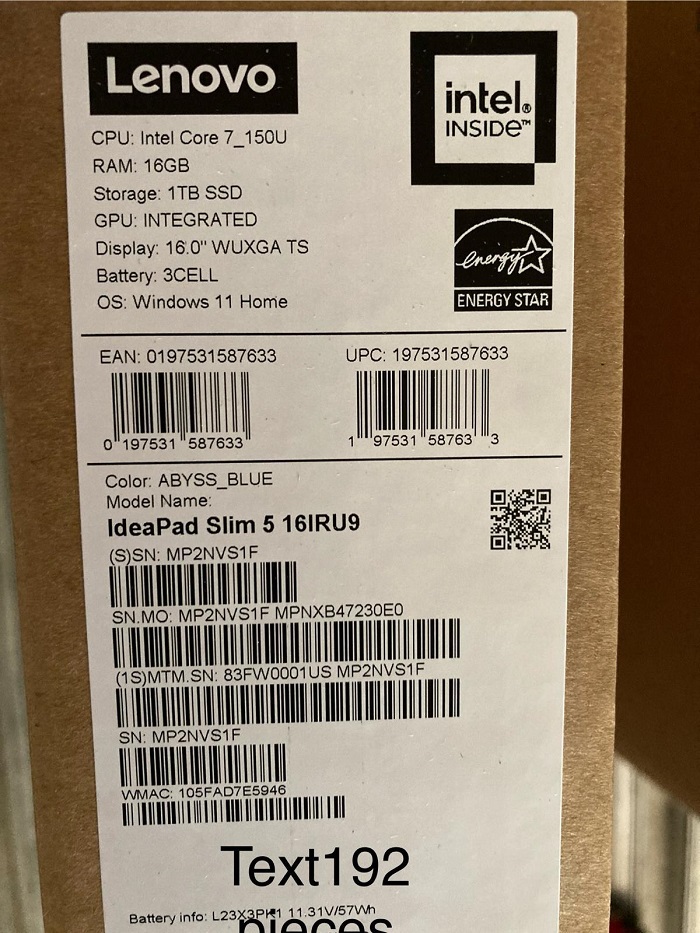 Lenovo
intel®
INSIDE™
CPU: Intel Core 7_150U
RAM: 16GB
Storage: 1TB SSD
GPU: INTEGRATED
Display: 16.0" WUXGA TS
Battery: 3CELL
OS: Windows 11 Home
energy
ENERGY STAR
EAN: 0197531587633
UPC: 197531587633
0 197531 587633
1 97531 58763 3
Color: ABYSS_BLUE
Model Name:
IdeaPad Slim 5 16IRU9
(S)SN: MP2NVS1F
SN.MO: MP2NVS1F MPNXB47230E0
(1S)MTM.SN: 83FW0001US MP2NVS1F
SN: MP2NVS1F
WMAC: 105FAD7E5946
Text192
Battery info: L23X3PK1 11.31V/57Wh
pieces